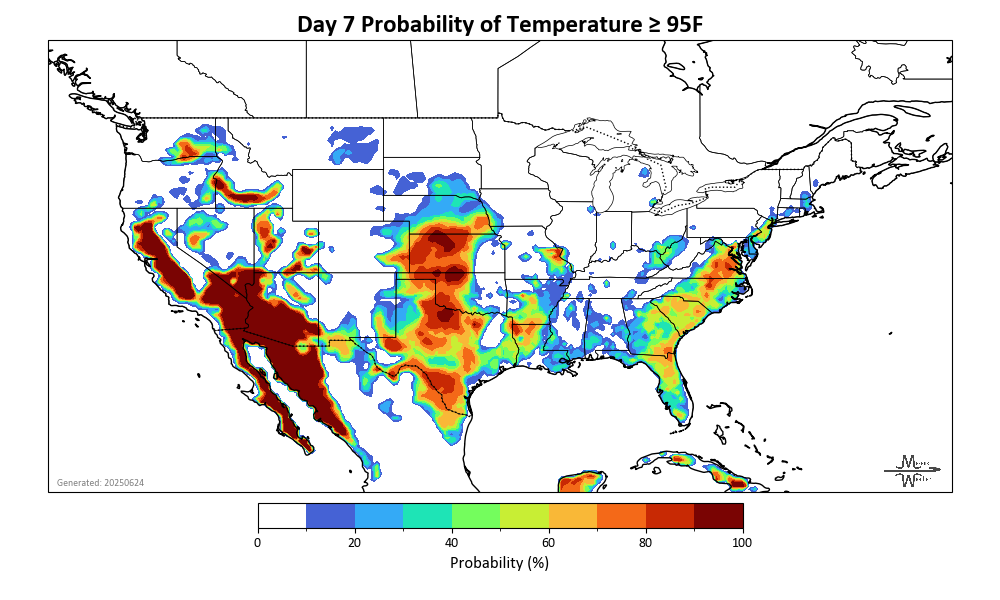 Day 7 Probability of Temperature ≥ 95F
Generated: 20250624
0 20 40 60 80 100
Probability (%)